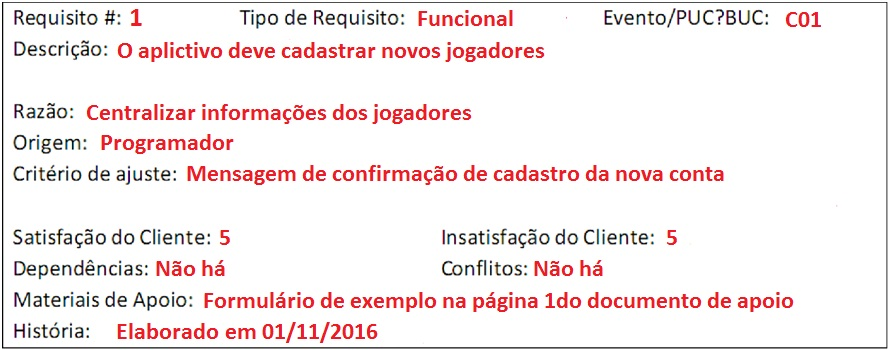 Requisito #: 1 Tipo de Requisito: Funcional Evento/PUC?BUC: C01
Descrição: O aplictivo deve cadastrar novos jogadores
Razão: Centralizar informações dos jogadores
Origem: Programador
Critério de ajuste: Mensagem de confirmação de cadastro da nova conta
Satisfação do Cliente: 5 Insatisfação do Cliente: 5
Dependências: Não há Conflitos: Não há
Materiais de Apoio: Formulário de exemplo na página 1do documento de apoio
História: Elaborado em 01/11/2016